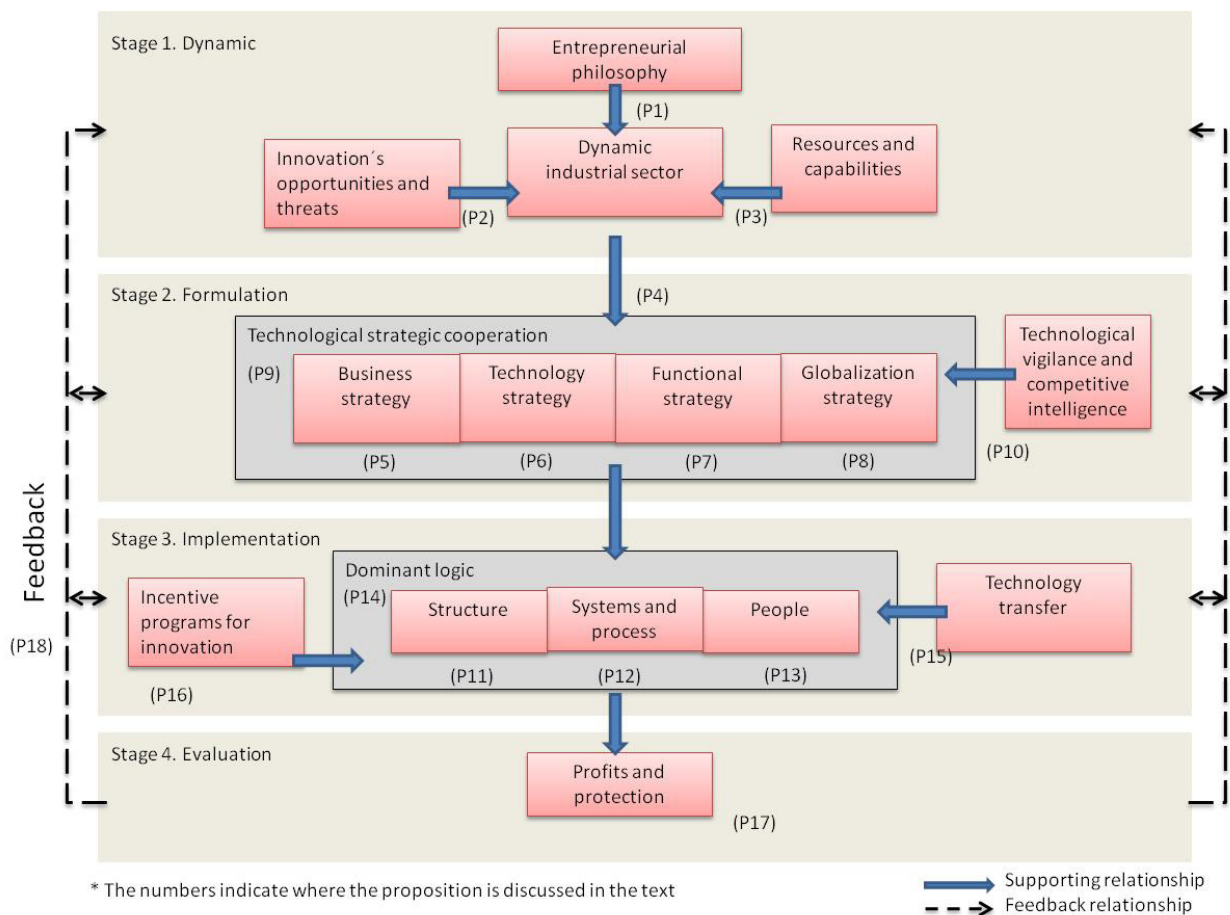 Stage 1. Dynamic
Entrepreneurial
philosophy
(P1)
Innovation´s
opportunities and
threats
Dynamic
industrial sector
Resources and
capabilities
(P2)
(P3)
Stage 2. Formulation
(P4)
Technological strategic cooperation
(P9)
Business
strategy
Technology
strategy
Functional
strategy
Globalization
strategy
Technological
vigilance and
competitive
intelligence
(P5)
(P6)
(P7)
(P8)
(P10)
Feedback
(P18)
Stage 3. Implementation
Dominant logic
(P14)
Incentive
programs for
innovation
Structure
Systems and
process
People
Technology
transfer
(P15)
(P11)
(P12)
(P13)
(P16)
Stage 4. Evaluation
Profits and
protection
(P17)
* The numbers indicate where the proposition is discussed in the text
Supporting relationship
Feedback relationship